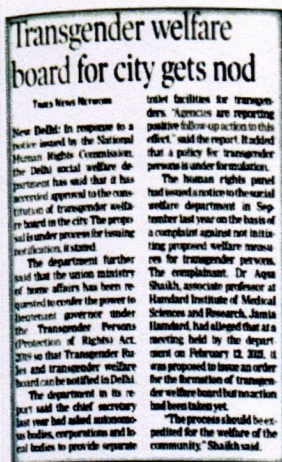 Transgender welfare
board for city gets nod
TIMES NEWS NETWORK
New Delhi: In response to a
notice issued by the National
Human Rights Commission,
the Delhi social welfare de-
partment has said that it has
accorded approval to the cons-
titution of transgender welfa-
re board in the city. The propo-
sal is under process for issuing
notification, it stated.
The department further
said that the union ministry
of home affairs has been re-
quested to confer the power to
lieutenant governor under
the Transgender Persons
(Protection of Rights) Act,
2019 so that Transgender Ru-
les and transgender welfare
board can be notified in Delhi.
The department in its re-
port said the chief secretary
last year had asked autonomo-
us bodies, corporations and lo-
cal bodies to provide separate
toilet facilities for transgen-
ders. "Agencies are reporting
positive follow-up action to this
effect," said the report. It added
that a policy for transgender
persons is under formulation.
The human rights panel
had issued a notice to the social
welfare department in Sep-
tember last year on the basis of
a complaint against not initia-
ting proposed welfare measu-
res for transgender persons.
The complainant, Dr Aqsa
Shaikh, associate professor at
Hamdard Institute of Medical
Sciences and Research, Jamia
Hamdard, had alleged that at a
meeting held by the depart-
ment on February 12, 2021, it
was proposed to issue an order
for the formation of transgen-
der welfare board but no action
had been taken yet.
"The process should be ex-
pedited for the welfare of the
community," Shaikh said.